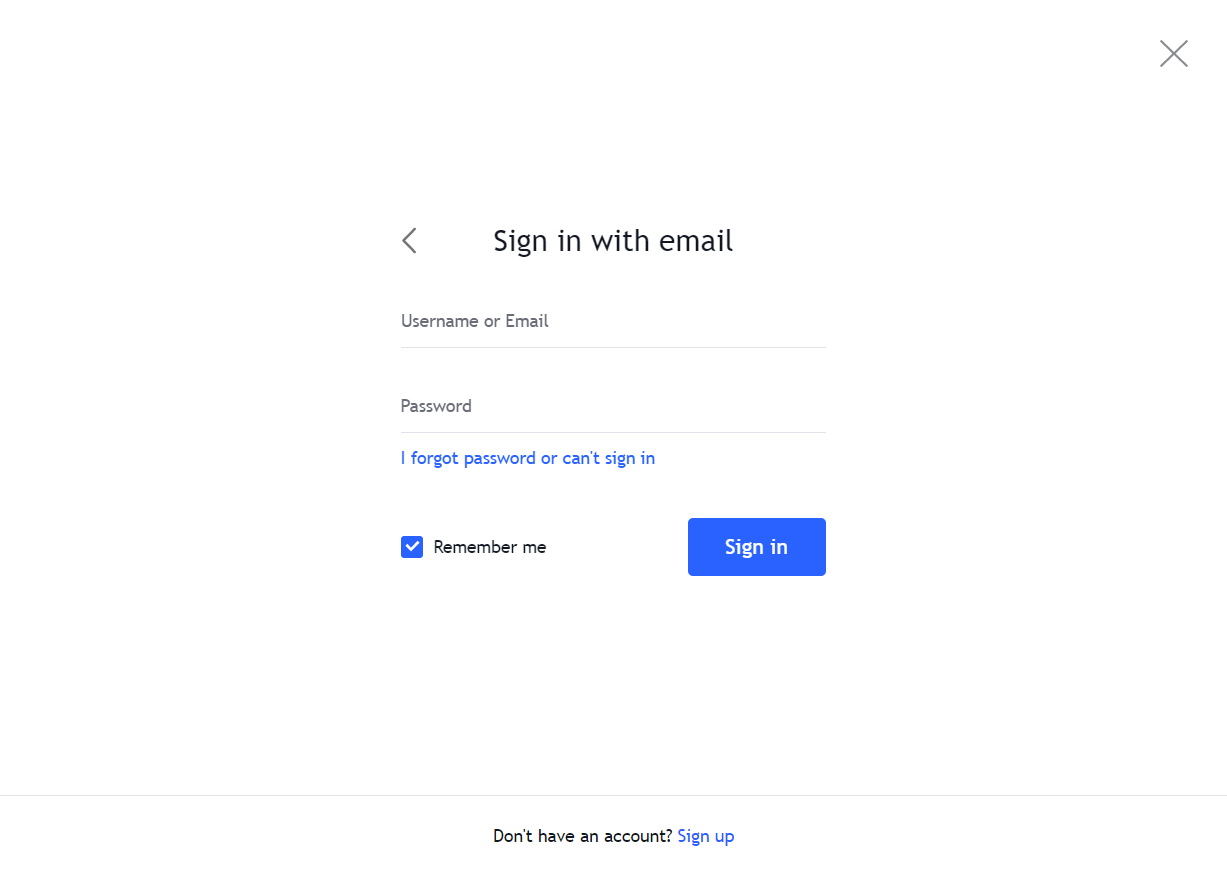 Sign in with email
Username or Email
Password
I forgot password or can't sign in
Remember me
Sign in
Don't have an account? Sign up